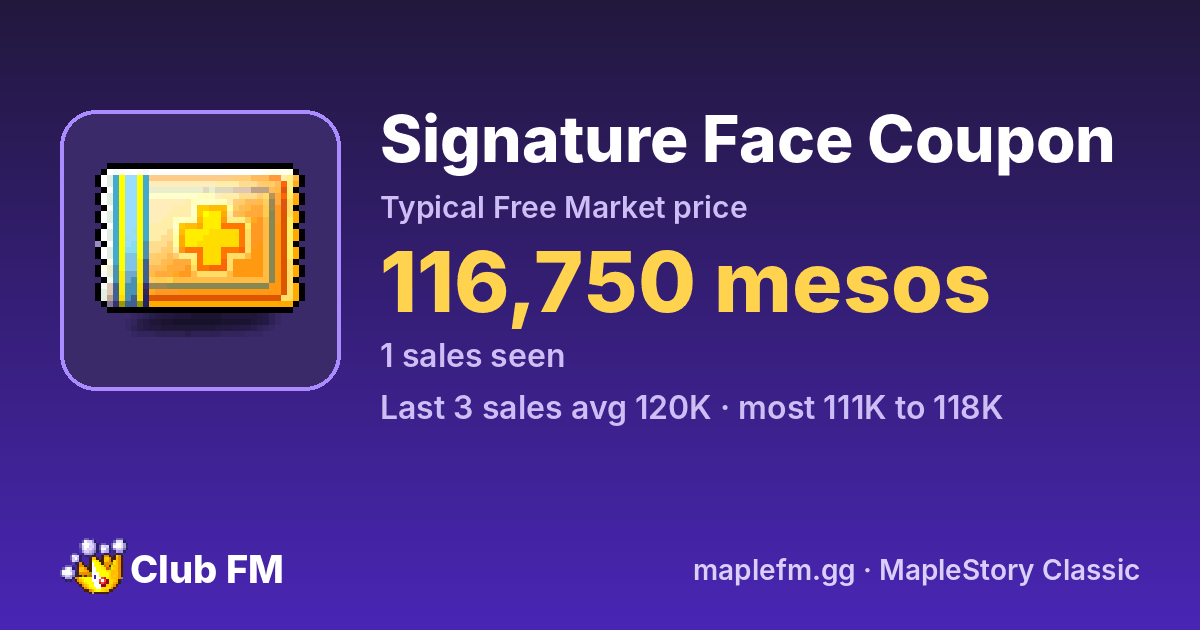 Signature Face Coupon
Typical Free Market price
116,750 mesos
1 sales seen
Last 3 sales avg 120K · most 111K to 118K
Club FM
maplefm.gg · MapleStory Classic